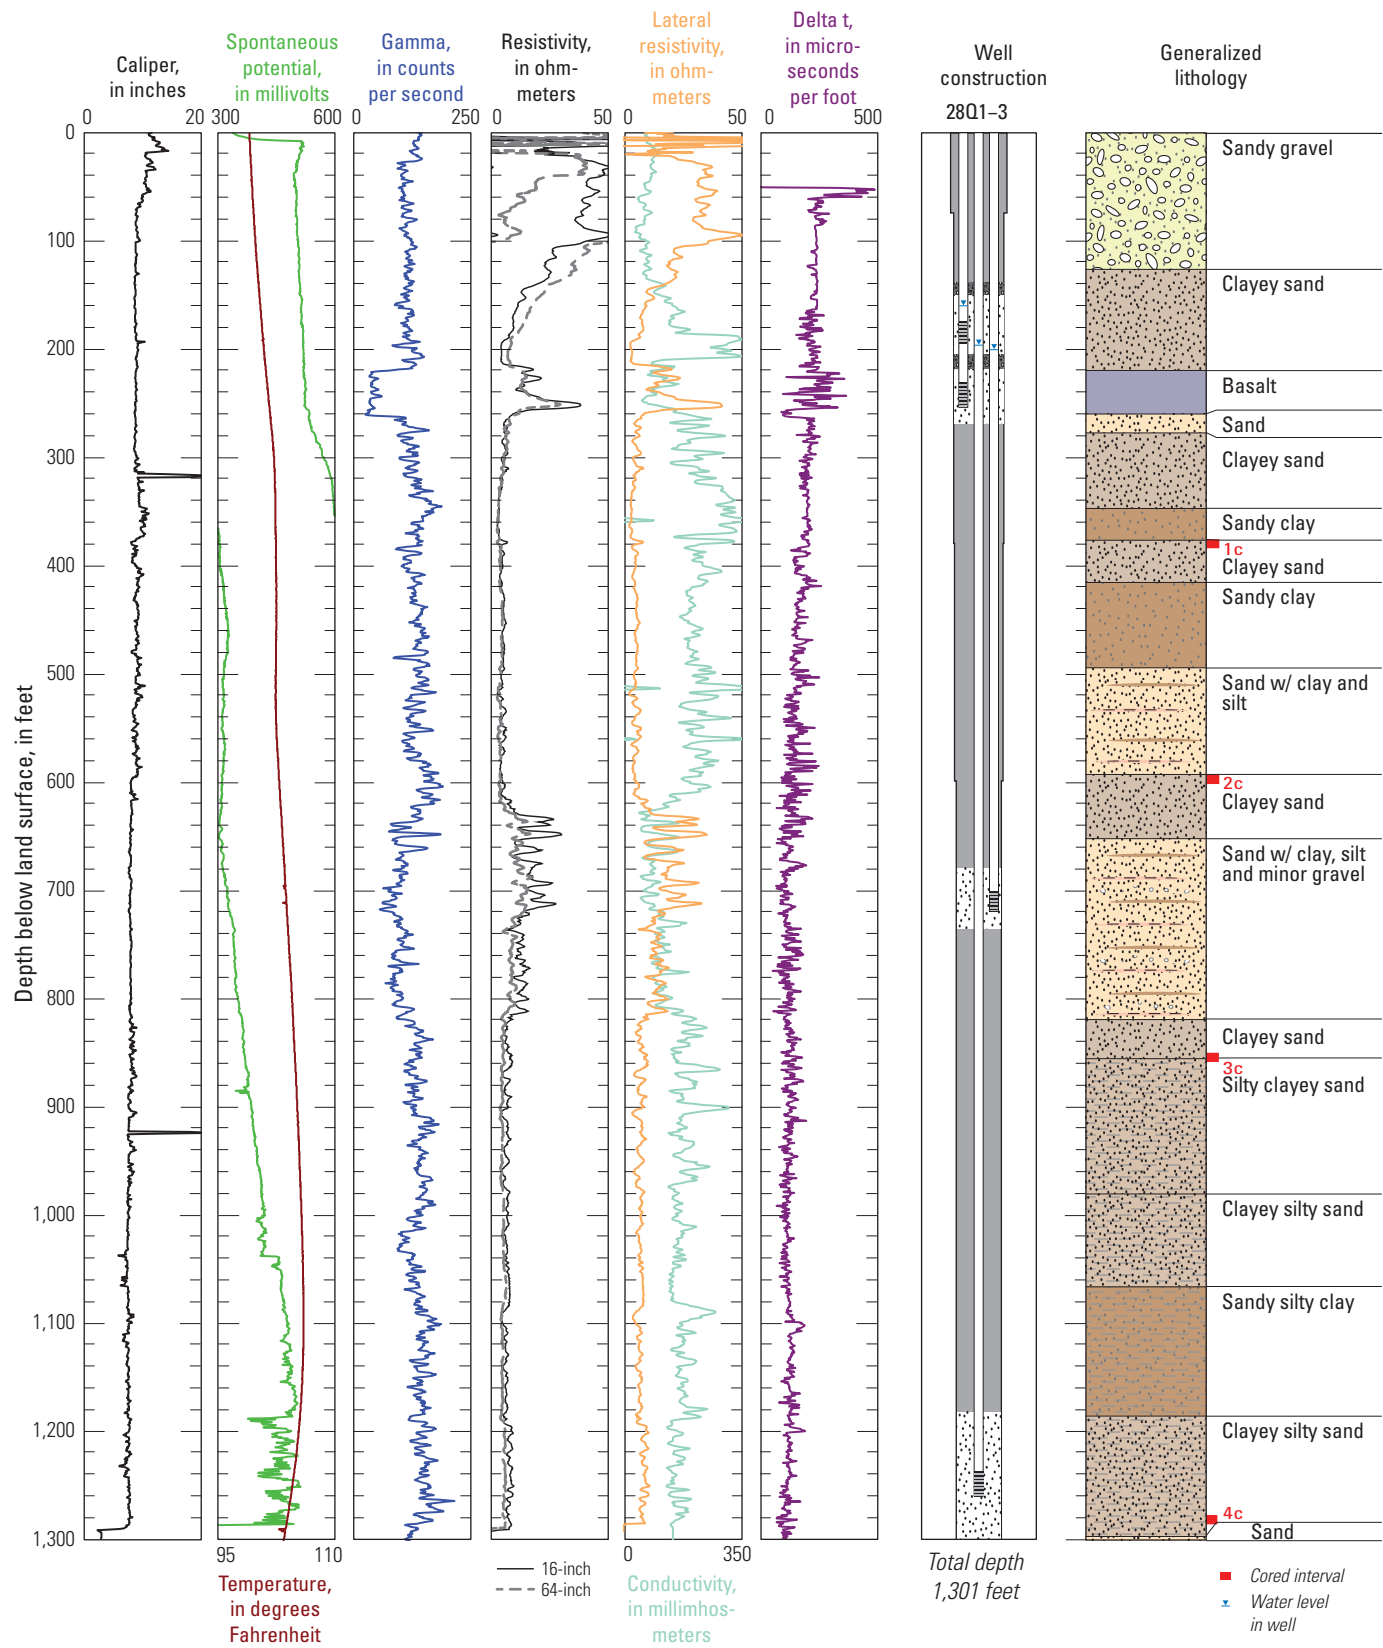 Caliper,
in inches
Spontaneous
potential,
in millivolts
Gamma,
in counts
per second
Resistivity,
in ohm-
meters
Lateral
resistivity,
in ohm-
meters
Delta t,
in micro-
seconds
per foot
Well
construction
28Q1–3
Generalized
lithology
0 20 300 600 0 250 0 50 0 50 0 500
Depth below land surface, in feet
0
100
200
300
400
500
600
700
800
900
1,000
1,100
1,200
1,300
Sandy gravel
Clayey sand
Basalt
Sand
Clayey sand
Sandy clay
1c
Clayey sand
Sandy clay
Sand w/ clay and
silt
2c
Clayey sand
Sand w/ clay, silt
and minor gravel
Clayey sand
3c
Silty clayey sand
Clayey silty sand
Sandy silty clay
Clayey silty sand
4c
Sand
95 110
Temperature,
in degrees
Fahrenheit
16-inch
64-inch
0 350
Conductivity,
in millimhos-
meters
Total depth
1,301 feet
Cored interval
Water level
in well